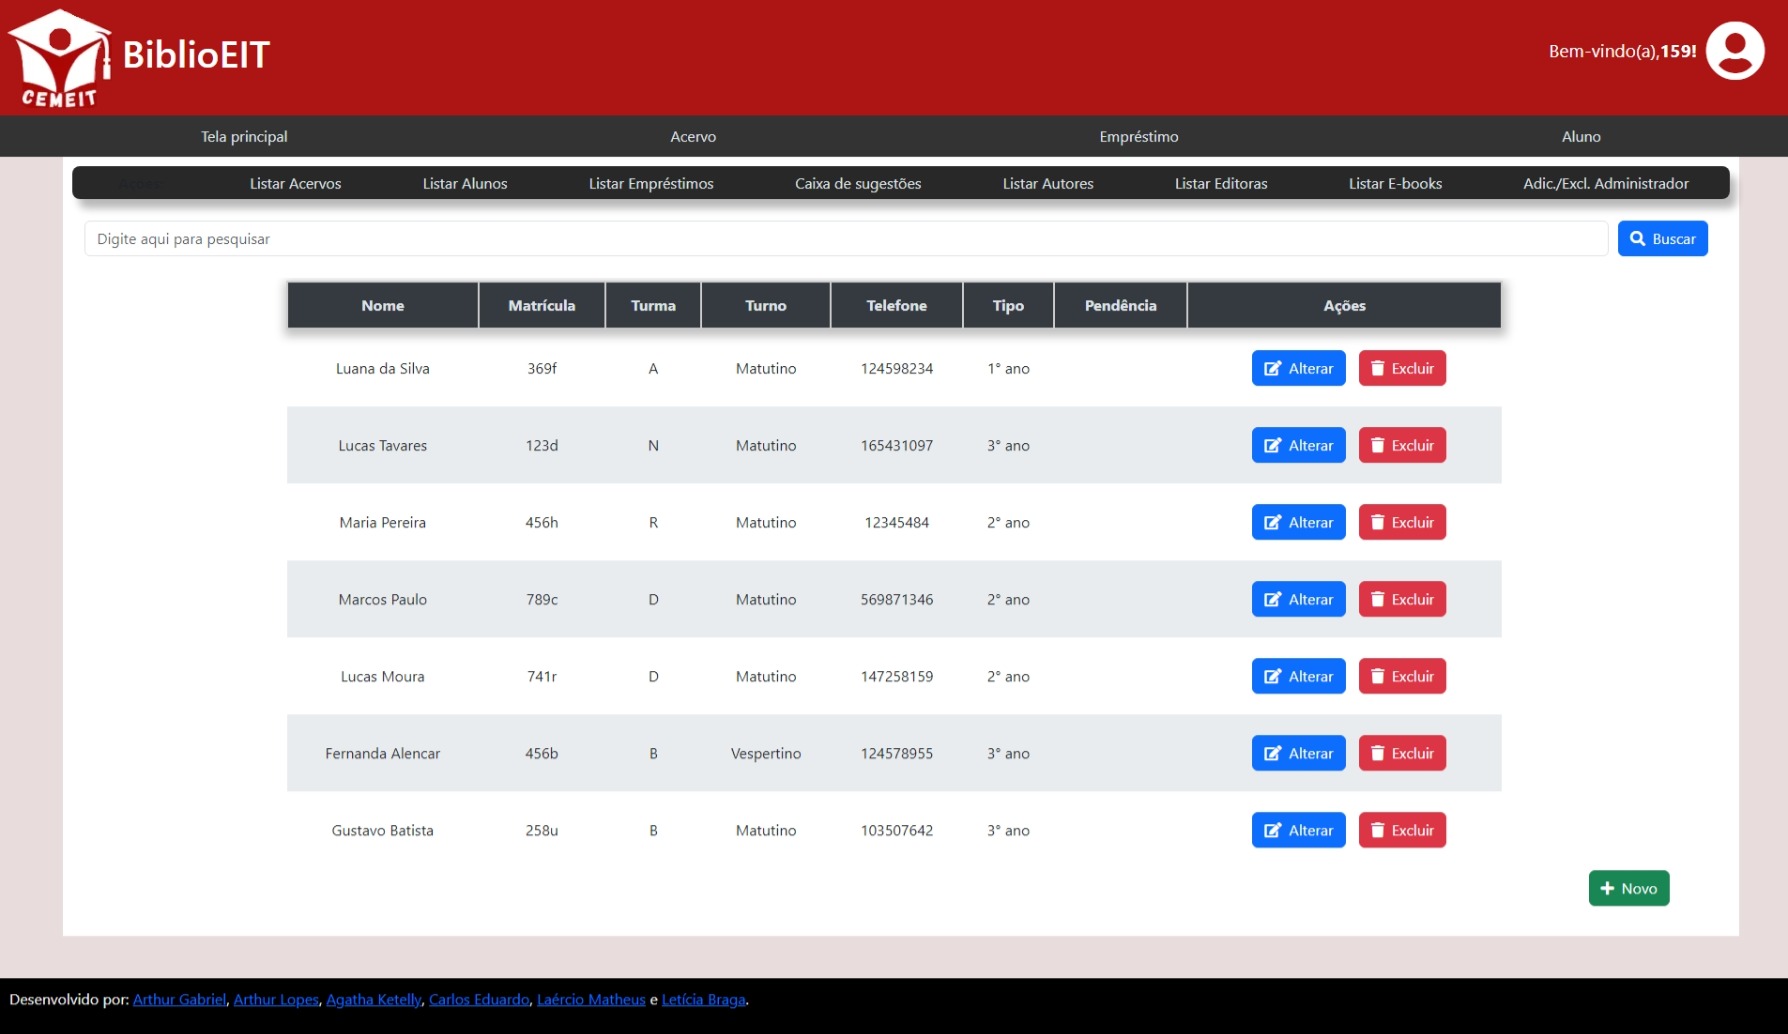 CEMEIT
BiblioEIT
Bem-vindo(a),159!
Tela principal Acervo Empréstimo Aluno
Listar Acervos Listar Alunos Listar Empréstimos Caixa de sugestões Listar Autores Listar Editoras Listar E-books Adic./Excl. Administrador
Digite aqui para pesquisar Buscar
Nome Matrícula Turma Turno Telefone Tipo Pendência Ações
Luana da Silva 369f A Matutino 124598234 1° ano Alterar Excluir
Lucas Tavares 123d N Matutino 165431097 3° ano Alterar Excluir
Maria Pereira 456h R Matutino 12345484 2° ano Alterar Excluir
Marcos Paulo 789c D Matutino 569871346 2° ano Alterar Excluir
Lucas Moura 741r D Matutino 147258159 2° ano Alterar Excluir
Fernanda Alencar 456b B Vespertino 124578955 3° ano Alterar Excluir
Gustavo Batista 258u B Matutino 103507642 3° ano Alterar Excluir
Novo
Desenvolvido por: Arthur Gabriel, Arthur Lopes, Agatha Ketelly, Carlos Eduardo, Laércio Matheus e Letícia Braga.